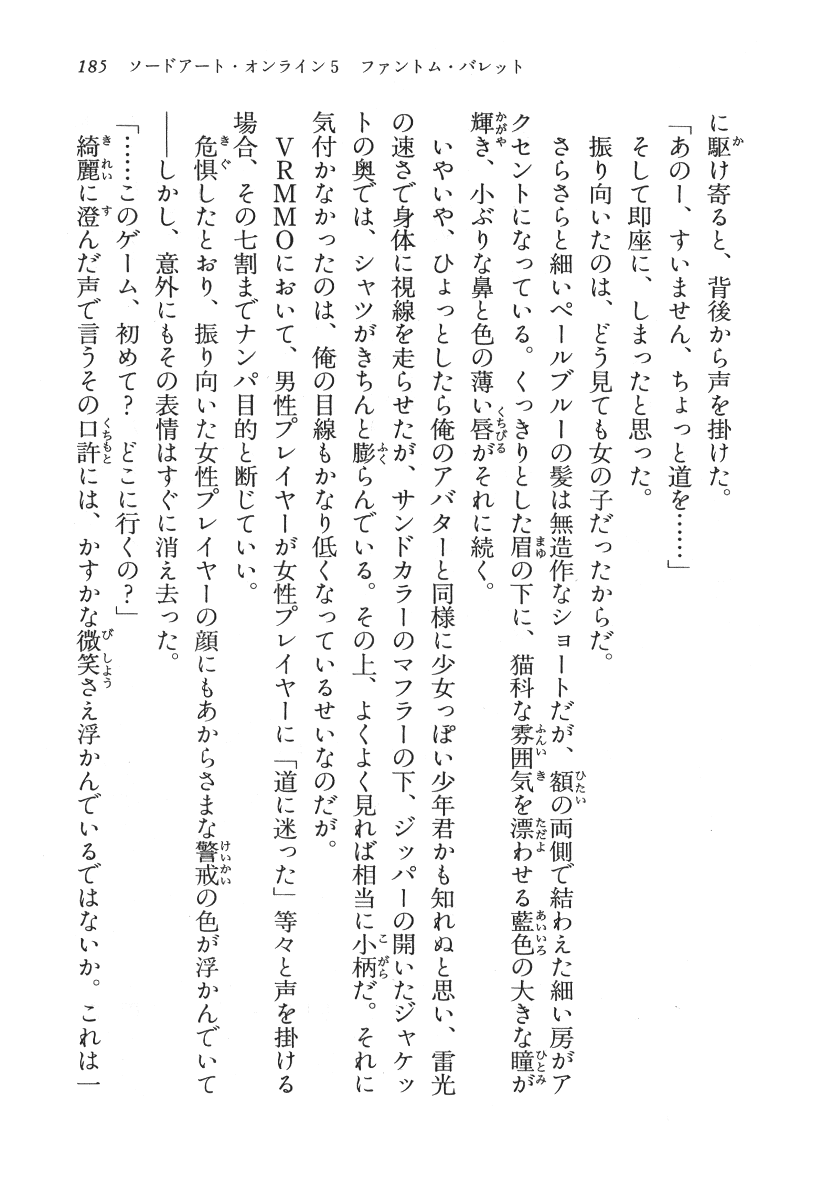 185　ソードアート・オンライン5　ファントム・バレット
に駆け寄ると、背後から声を掛けた。
「あのー、すいません、ちょっと道を……」
そして即座に、しまったと思った。
振り向いたのは、どう見ても女の子だったからだ。
さらさらと細いペールブルーの髪は無造作なショートだが、額の両側で結わえた細い房がア
クセントになっている。くっきりとした眉の下に、猫科な雰囲気を漂わせる藍色の大きな瞳が
輝き、小ぶりな鼻と色の薄い唇がそれに続く。
いやいや、ひょっとしたら俺のアバターと同様に少女っぽい少年君かも知れぬと思い、雷光
の速さで身体に視線を走らせたが、サンドカラーのマフラーの下、ジッパーの開いたジャケッ
トの奥では、シャツがきちんと膨らんでいる。その上、よくよく見れば相当に小柄だ。それに
気付かなかったのは、俺の目線もかなり低くなっているせいなのだが。
ＶＲＭＭＯにおいて、男性プレイヤーが女性プレイヤーに「道に迷った」等々と声を掛ける
場合、その七割までナンパ目的と断じていい。
危惧したとおり、振り向いた女性プレイヤーの顔にもあからさまな警戒の色が浮かんでいて
――しかし、意外にもその表情はすぐに消え去った。
「……このゲーム、初めて？　どこに行くの？」
綺麗に澄んだ声で言うその口許には、かすかな微笑さえ浮かんでいるではないか。これは一